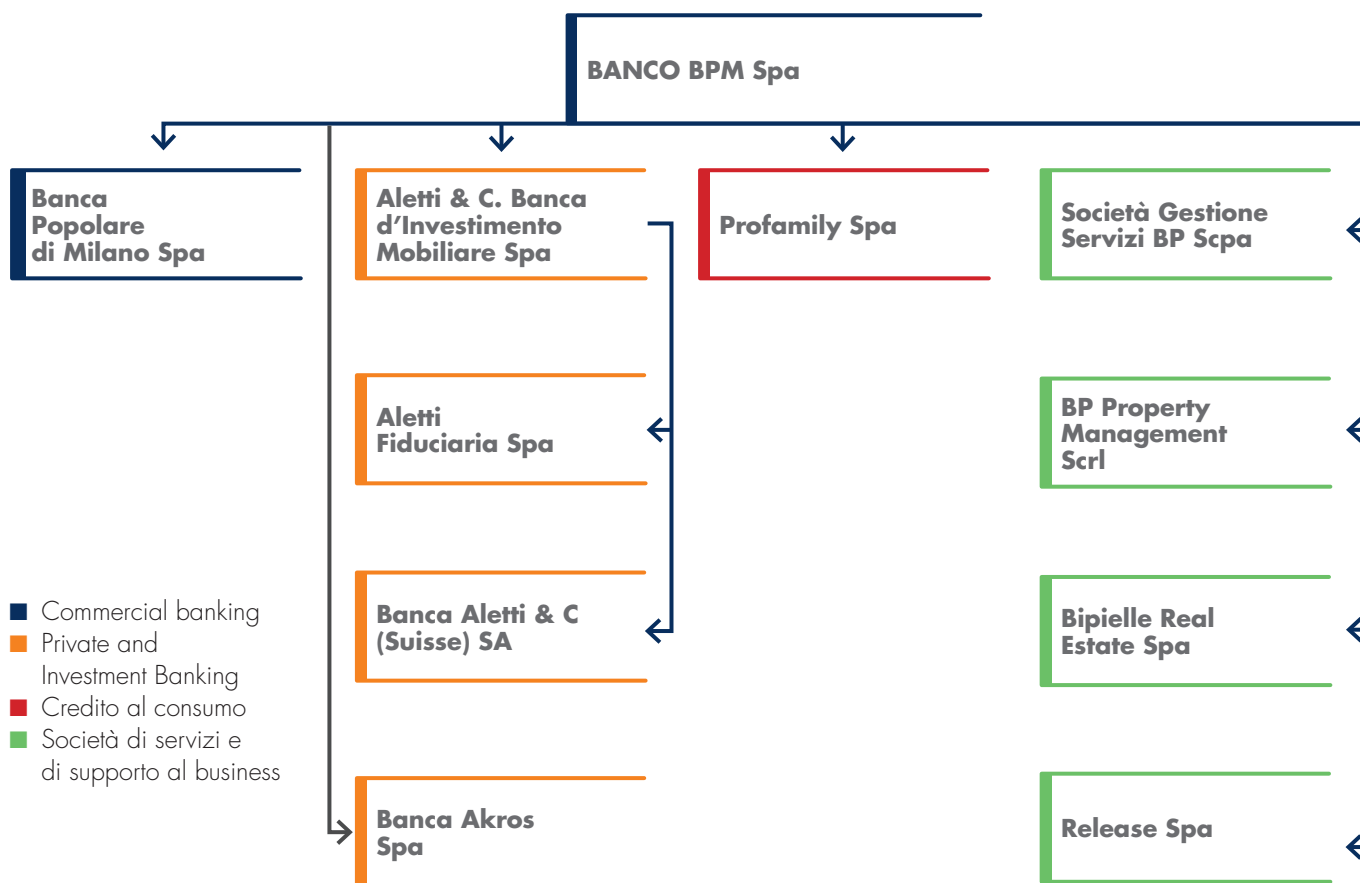 BANCO BPM Spa
Banca
Popolare
di Milano Spa
Aletti & C. Banca
d’Investimento
Mobiliare Spa
Profamily Spa
Società Gestione
Servizi BP Scpa
Aletti
Fiduciaria Spa
BP Property
Management
Scrl
Banca Aletti & C
(Suisse) SA
Bipielle Real
Estate Spa
Commercial banking
Private and
Investment Banking
Credito al consumo
Società di servizi e
di supporto al business
Banca Akros
Spa
Release Spa